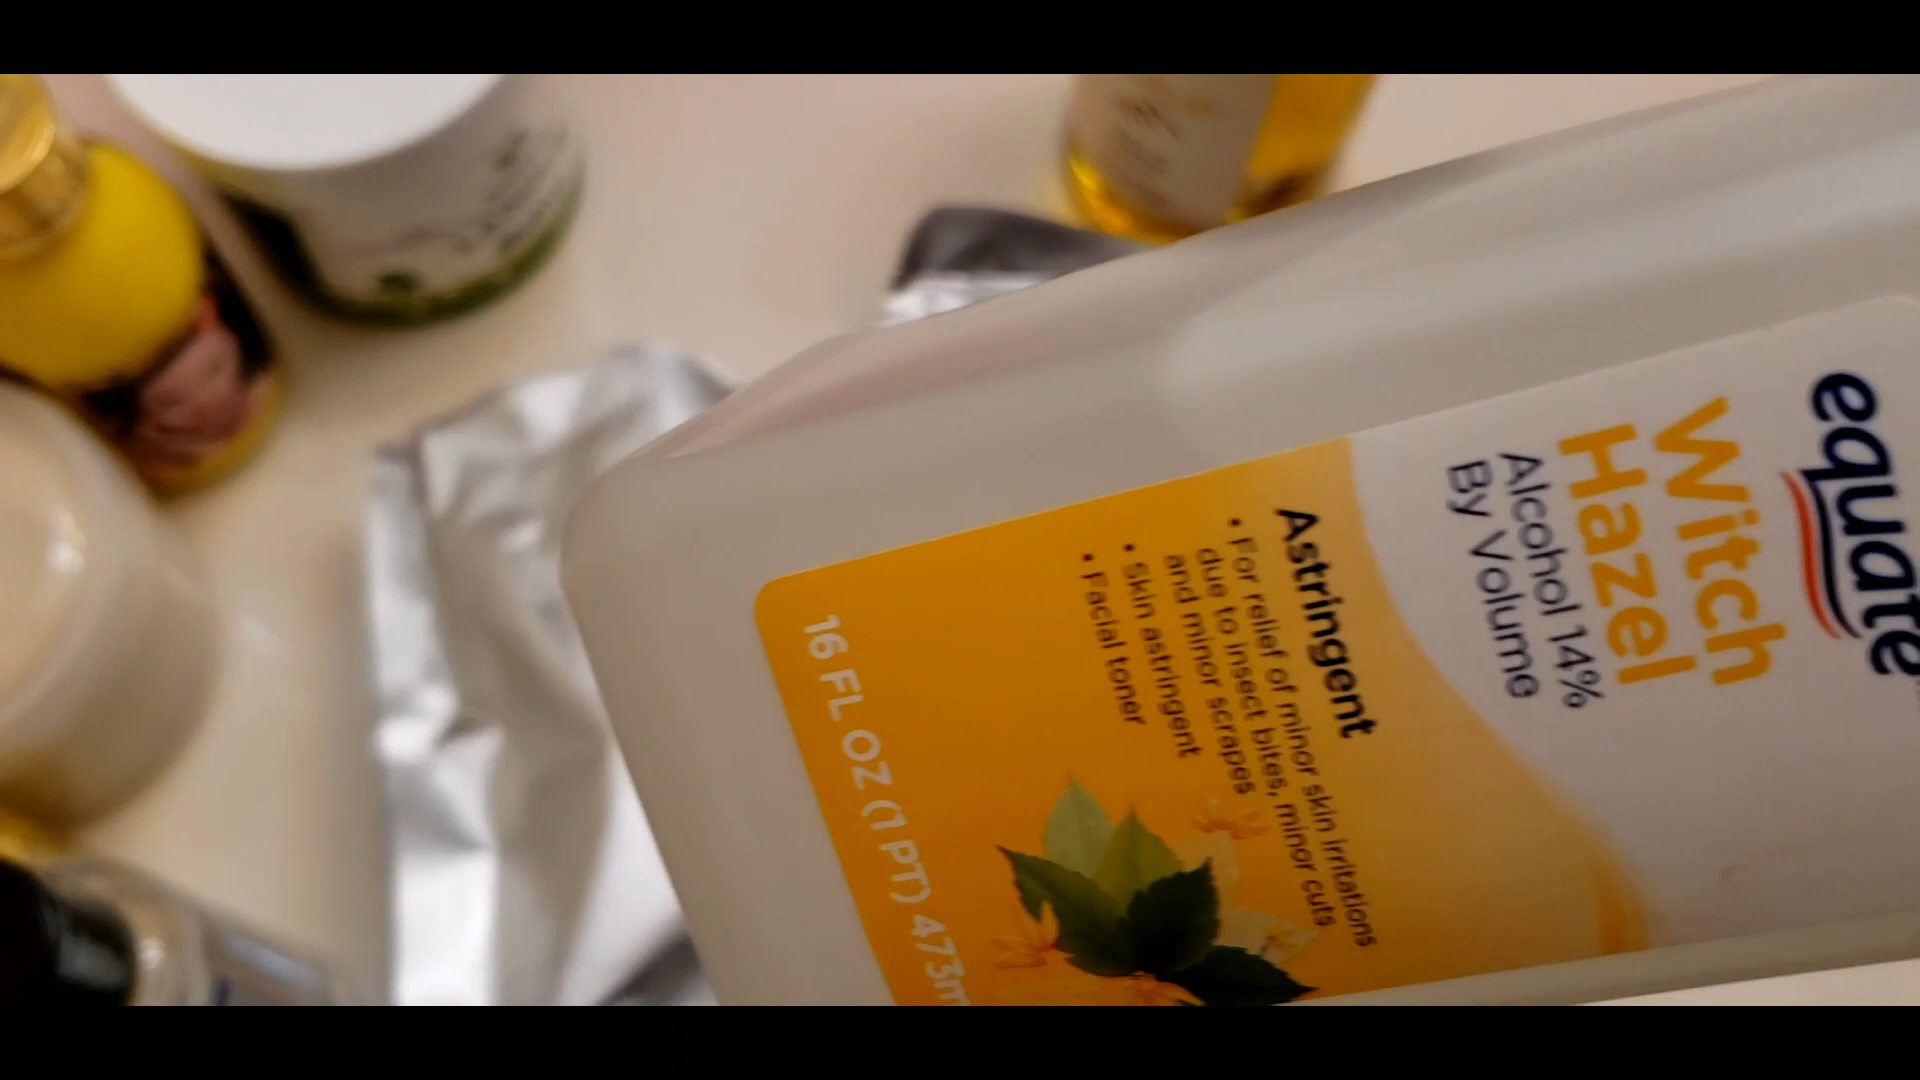 equate
Witch
Hazel
Alcohol 14%
By Volume
Astringent
• For relief of minor skin irritations
due to insect bites, minor cuts
and minor scrapes
• Skin astringent
• Facial toner
16 FL OZ (1 PT) 473m